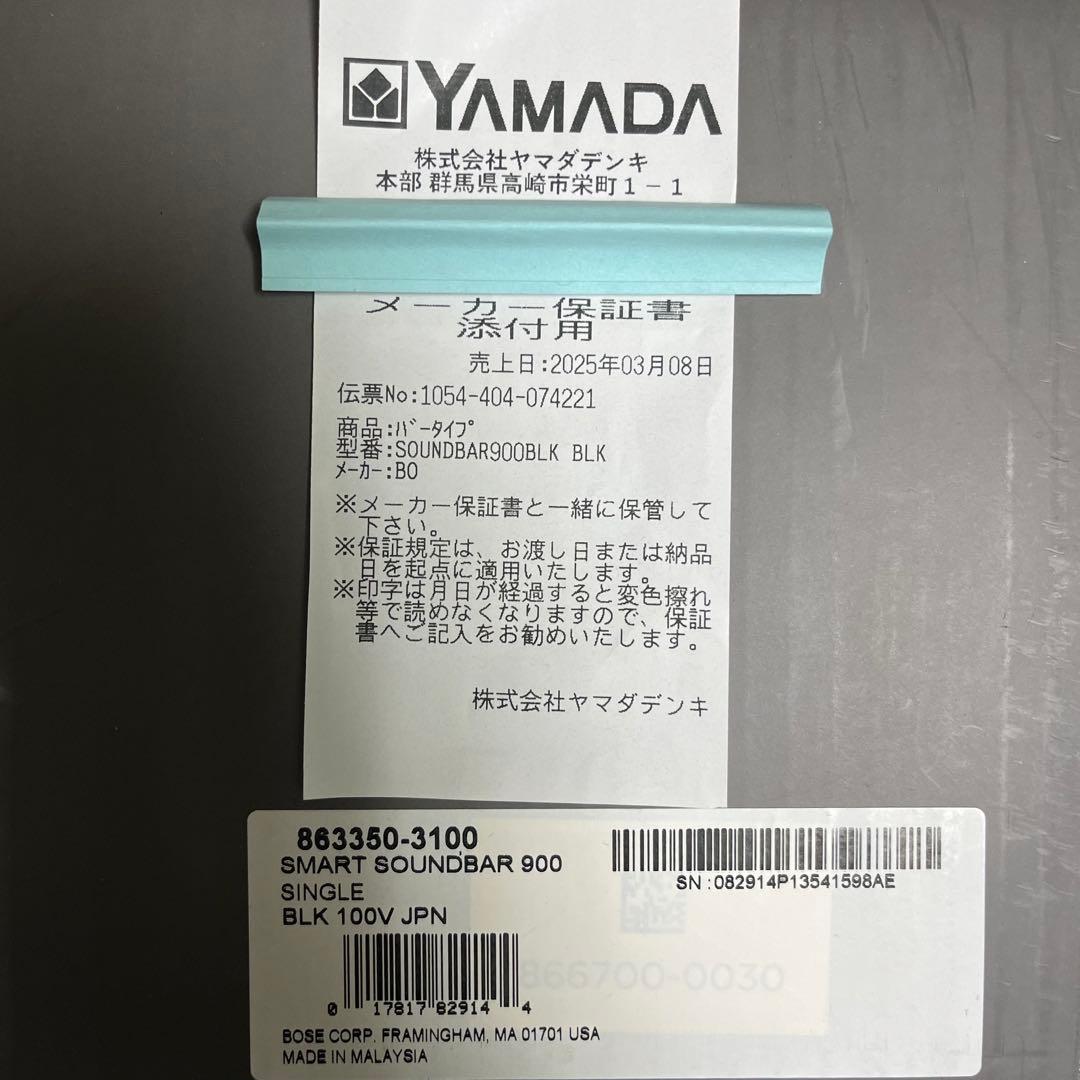 YAMADA
株式会社ヤマダデンキ
本部 群馬県高崎市栄町1-1
メーカー保証書
添付用
売上日:2025年03月08日
伝票No:1054-404-074221
商品:ﾊﾞｰﾀｲﾌﾟ
型番:SOUNDBAR900BLK BLK
ﾒｰｶｰ:BO
※メーカー保証書と一緒に保管して
下さい。
※保証規定は、お渡し日または納品
日を起点に適用いたします。
※印字は月日が経過すると変色擦れ
等で読めなくなりますので、保証
書へご記入をお勧めいたします。
株式会社ヤマダデンキ
863350-3100
SMART SOUNDBAR 900
SINGLE
BLK 100V JPN
SN:082914P13541598AE
866700-0030
0 17817 82914 4
BOSE CORP. FRAMINGHAM, MA 01701 USA
MADE IN MALAYSIA